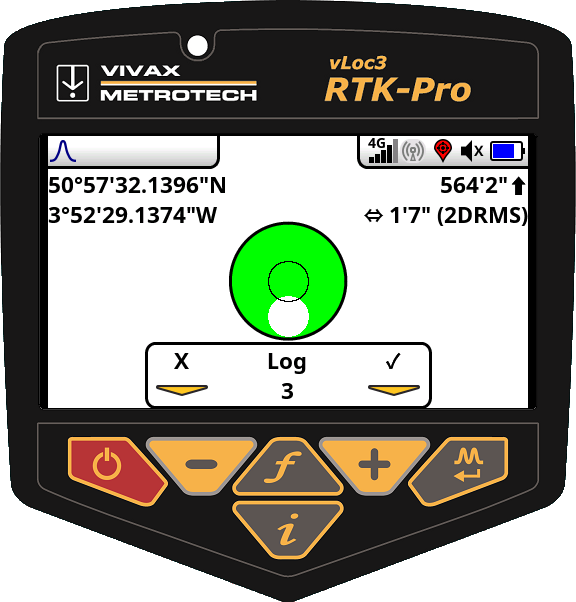 VIVAX
METROTECH
vLoc3
RTK-Pro
4G
x
50°57'32.1396"N
564'2"⬆
3°52'29.1374"W
⇔ 1'7" (2DRMS)
X Log ✓
3
f
i